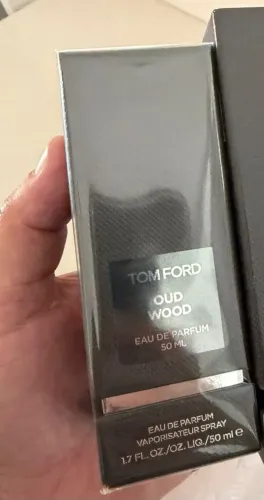 TOM FORD
OUD
WOOD
EAU DE PARFUM
50 ML
EAU DE PARFUM
VAPORISATEUR SPRAY
1.7 FL. OZ./OZ. LIQ./50 ml ℮